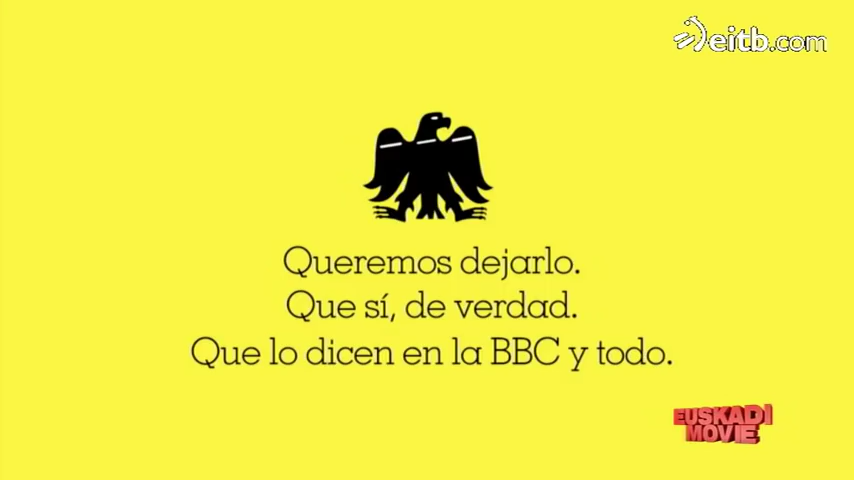 eitb.com
Queremos dejarlo.
Que sí, de verdad.
Que lo dicen en la BBC y todo.
EUSKADI
MOVIE